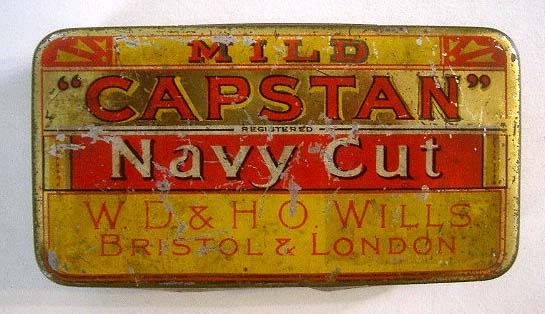 MILD
“CAPSTAN”
REGISTERED
Navy Cut
W. D. & H. O. WILLS
BRISTOL & LONDON